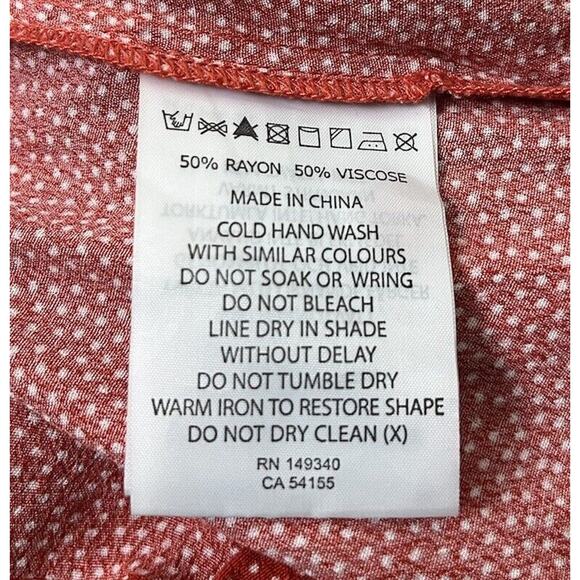 50% RAYON 50% VISCOSE
MADE IN CHINA
COLD HAND WASH
WITH SIMILAR COLOURS
DO NOT SOAK OR WRING
DO NOT BLEACH
LINE DRY IN SHADE
WITHOUT DELAY
DO NOT TUMBLE DRY
WARM IRON TO RESTORE SHAPE
DO NOT DRY CLEAN (X)
RN 149340
CA 54155